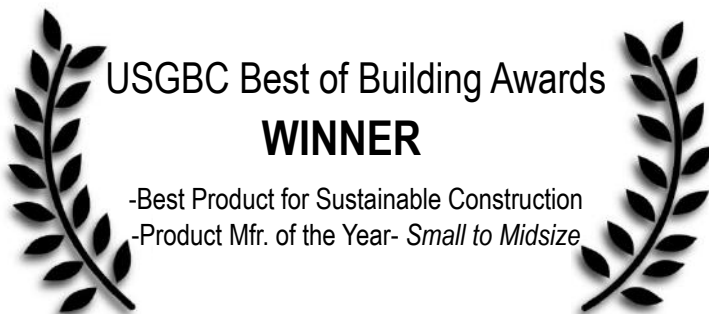 USGBC Best of Building Awards
WINNER
-Best Product for Sustainable Construction
-Product Mfr. of the Year- Small to Midsize